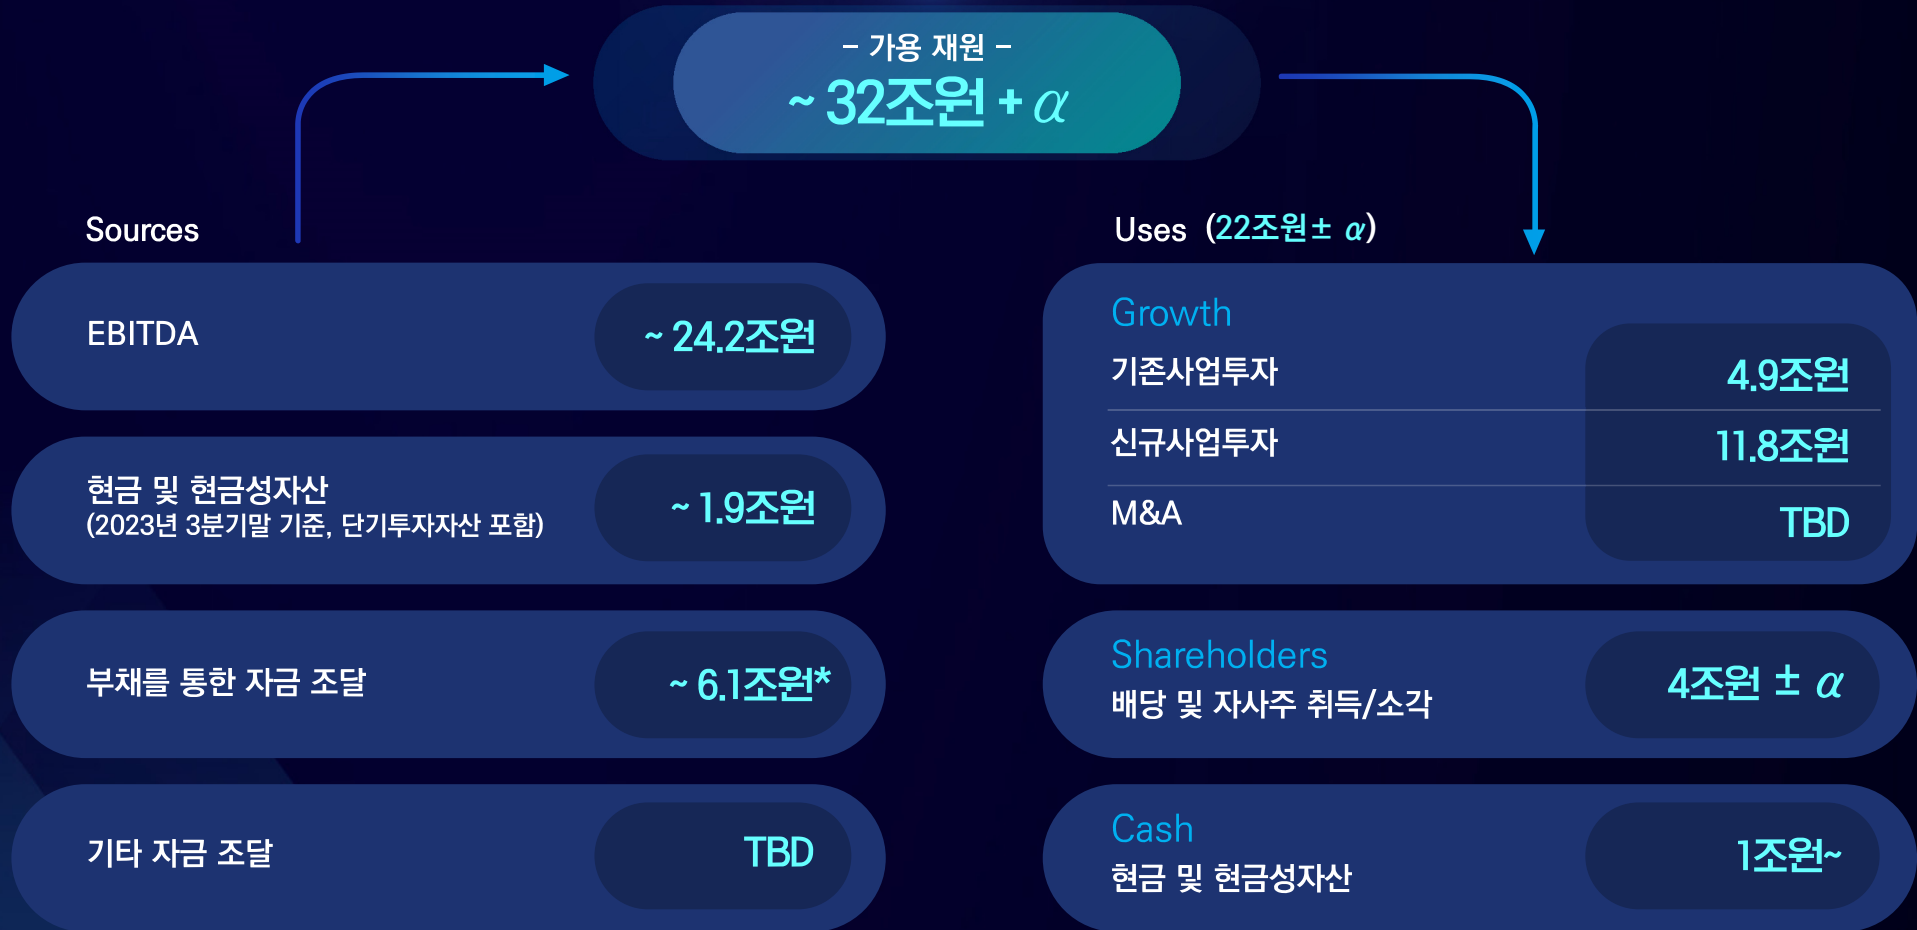 – 가용 재원 –
~ 32조원 + α
Sources
EBITDA
~ 24.2조원
현금 및 현금성자산
(2023년 3분기말 기준, 단기투자자산 포함)
~ 1.9조원
부채를 통한 자금 조달
~ 6.1조원*
기타 자금 조달
TBD
Uses (22조원± α)
Growth
기존사업투자 4.9조원
신규사업투자 11.8조원
M&A TBD
Shareholders
배당 및 자사주 취득/소각
4조원 ± α
Cash
현금 및 현금성자산
1조원~